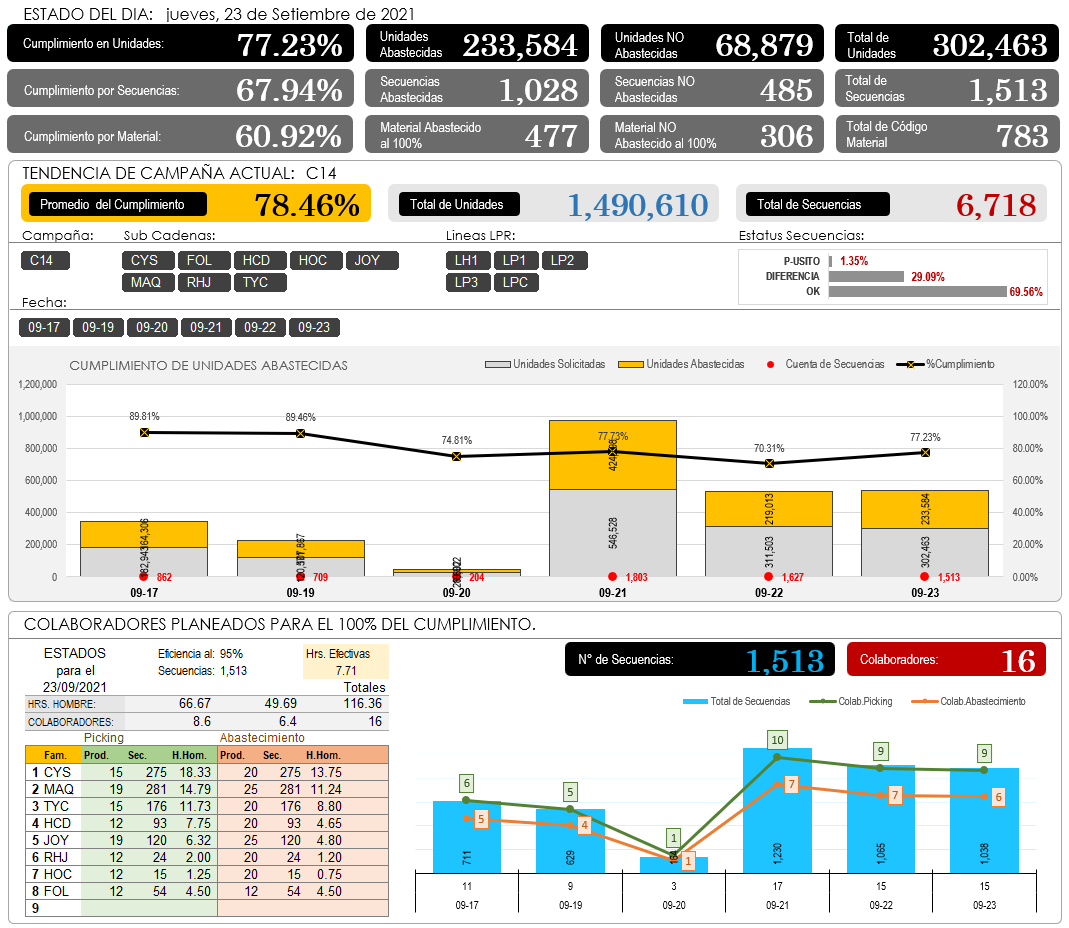 ESTADO DEL DIA: jueves, 23 de Setiembre de 2021
Cumplimiento en Unidades: 77.23%
Unidades Abastecidas 233,584
Unidades NO Abastecidas 68,879
Total de Unidades 302,463
Cumplimiento por Secuencias: 67.94%
Secuencias Abastecidas 1,028
Secuencias NO Abastecidas 485
Total de Secuencias 1,513
Cumplimiento por Material: 60.92%
Material Abastecido al 100% 477
Material NO Abastecido al 100% 306
Total de Código Material 783
TENDENCIA DE CAMPAÑA ACTUAL: C14
Promedio del Cumplimiento 78.46%
Total de Unidades 1,490,610
Total de Secuencias 6,718
Campaña: Sub Cadenas: Lineas LPR: Estatus Secuencias:
C14 CYS FOL HCD HOC JOY LH1 LP1 LP2
MAQ RHJ TYC LP3 LPC
P-USITO 1.35%
DIFERENCIA 29.09%
OK 69.56%
Fecha:
09-17 09-19 09-20 09-21 09-22 09-23
CUMPLIMIENTO DE UNIDADES ABASTECIDAS
Unidades Solicitadas Unidades Abastecidas Cuenta de Secuencias %Cumplimiento
1,200,000 120.00%
1,000,000 100.00%
800,000 80.00%
600,000 60.00%
400,000 40.00%
200,000 20.00%
0 0.00%
89.81% 89.46% 74.81% 77.73% 70.31% 77.23%
219,013 233,584
546,528 311,503 302,463
862 709 204 1,803 1,627 1,513
09-17 09-19 09-20 09-21 09-22 09-23
COLABORADORES PLANEADOS PARA EL 100% DEL CUMPLIMIENTO.
ESTADOS para el 23/09/2021
Eficiencia al: 95%
Secuencias: 1,513
Hrs. Efectivas
7.71
Totales
HRS. HOMBRE: 66.67 49.69 116.36
COLABORADORES: 8.6 6.4 16
Picking Abastecimiento
Fam. Prod. Sec. H.Hom. Prod. Sec. H.Hom.
1 CYS 15 275 18.33 20 275 13.75
2 MAQ 19 281 14.79 25 281 11.24
3 TYC 15 176 11.73 20 176 8.80
4 HCD 12 93 7.75 20 93 4.65
5 JOY 19 120 6.32 25 120 4.80
6 RHJ 12 24 2.00 20 24 1.20
7 HOC 12 15 1.25 20 15 0.75
8 FOL 12 54 4.50 12 54 4.50
9
N° de Secuencias: 1,513
Colaboradores: 16
Total de Secuencias Colab.Picking Colab.Abastecimiento
6 5 1 10 9 9
5 4 1 7 7 6
711 629 1,230 1,065 1,038
11 9 3 17 15 15
09-17 09-19 09-20 09-21 09-22 09-23